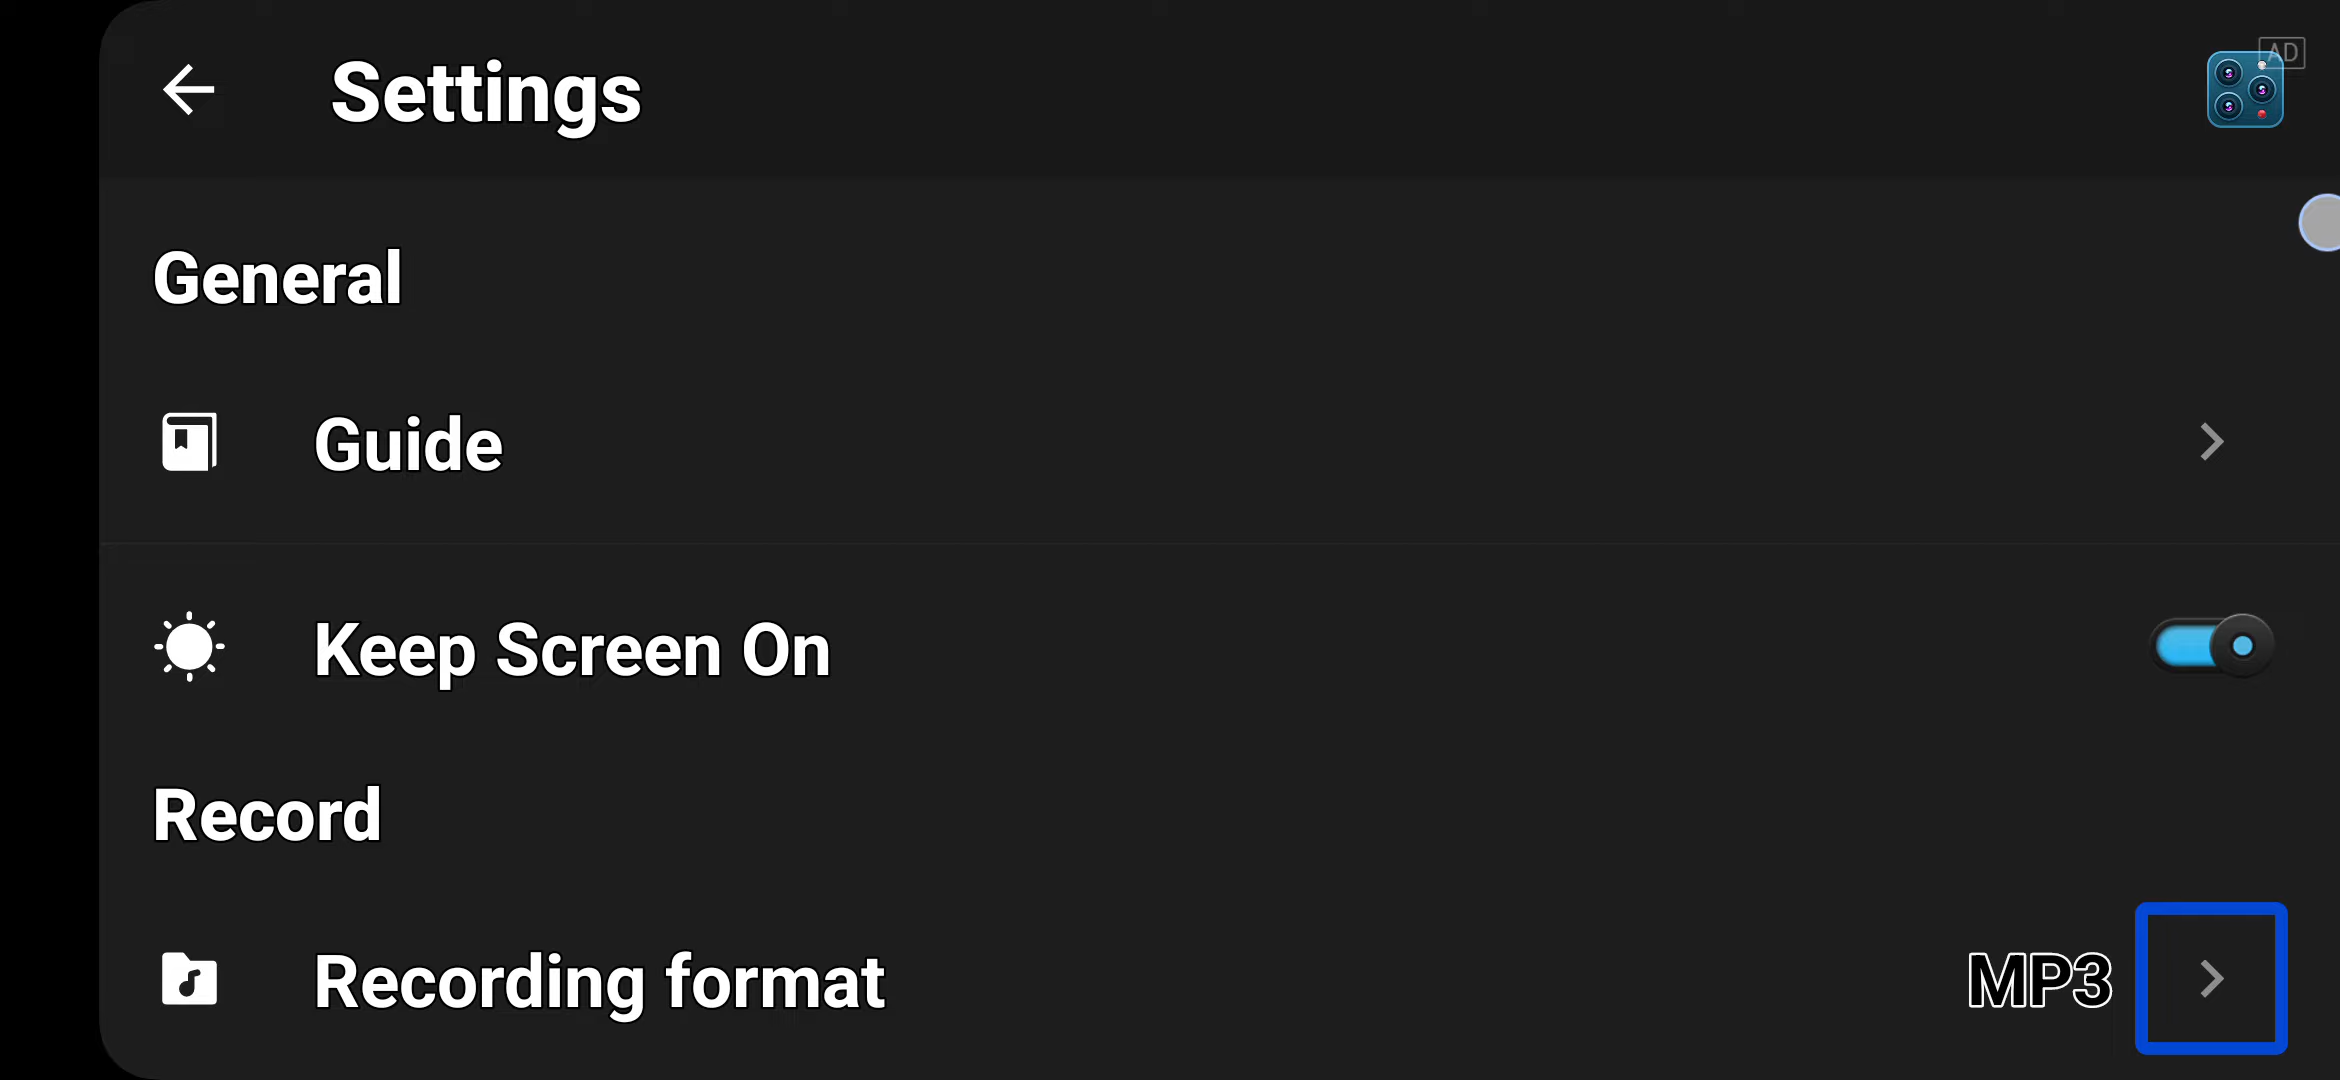 Settings
AD
General
Guide
Keep Screen On
Record
Recording format
MP3